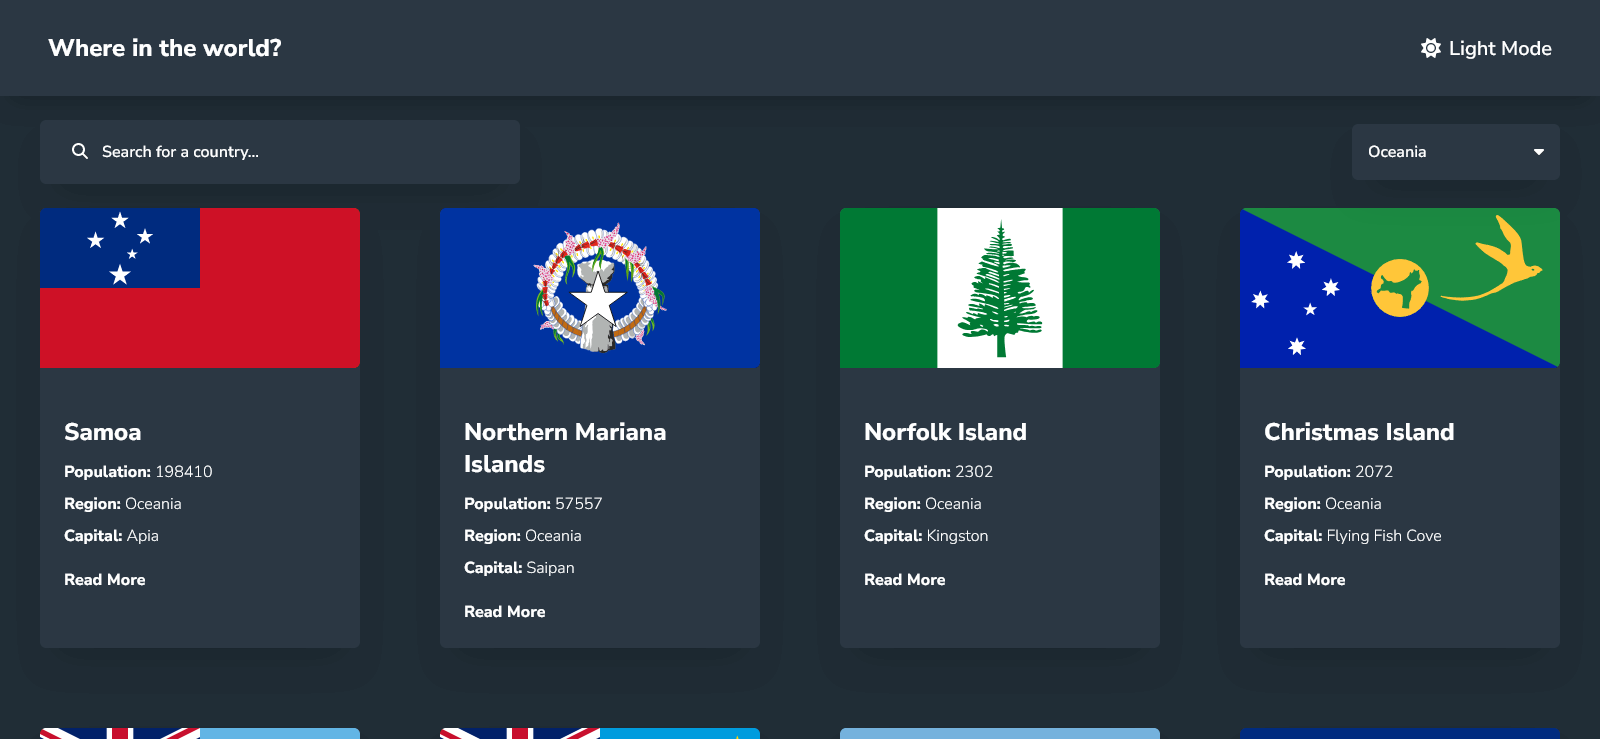 Where in the world?
Light Mode
Search for a country...
Oceania
Samoa
Population: 198410
Region: Oceania
Capital: Apia
Read More
Northern Mariana
Islands
Population: 57557
Region: Oceania
Capital: Saipan
Read More
Norfolk Island
Population: 2302
Region: Oceania
Capital: Kingston
Read More
Christmas Island
Population: 2072
Region: Oceania
Capital: Flying Fish Cove
Read More